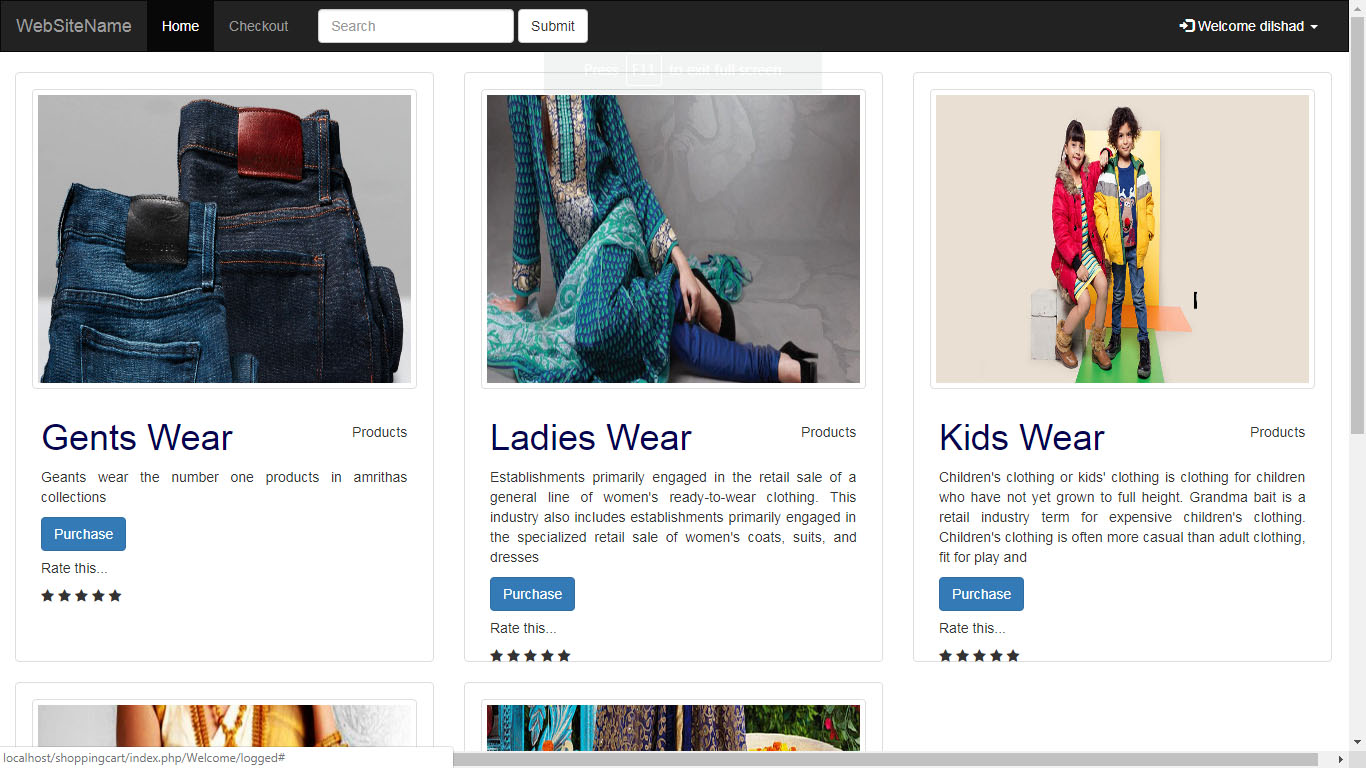 WebSiteName Home Checkout Search Submit Welcome dilshad
Press F11 to exit full screen
Gents Wear Products
Geants wear the number one products in amrithas
collections
Purchase
Rate this...
Ladies Wear Products
Establishments primarily engaged in the retail sale of a
general line of women's ready-to-wear clothing. This
industry also includes establishments primarily engaged in
the specialized retail sale of women's coats, suits, and
dresses
Purchase
Rate this...
Kids Wear Products
Children's clothing or kids' clothing is clothing for children
who have not yet grown to full height. Grandma bait is a
retail industry term for expensive children's clothing.
Children's clothing is often more casual than adult clothing,
fit for play and
Purchase
Rate this...
localhost/shoppingcart/index.php/Welcome/logged#